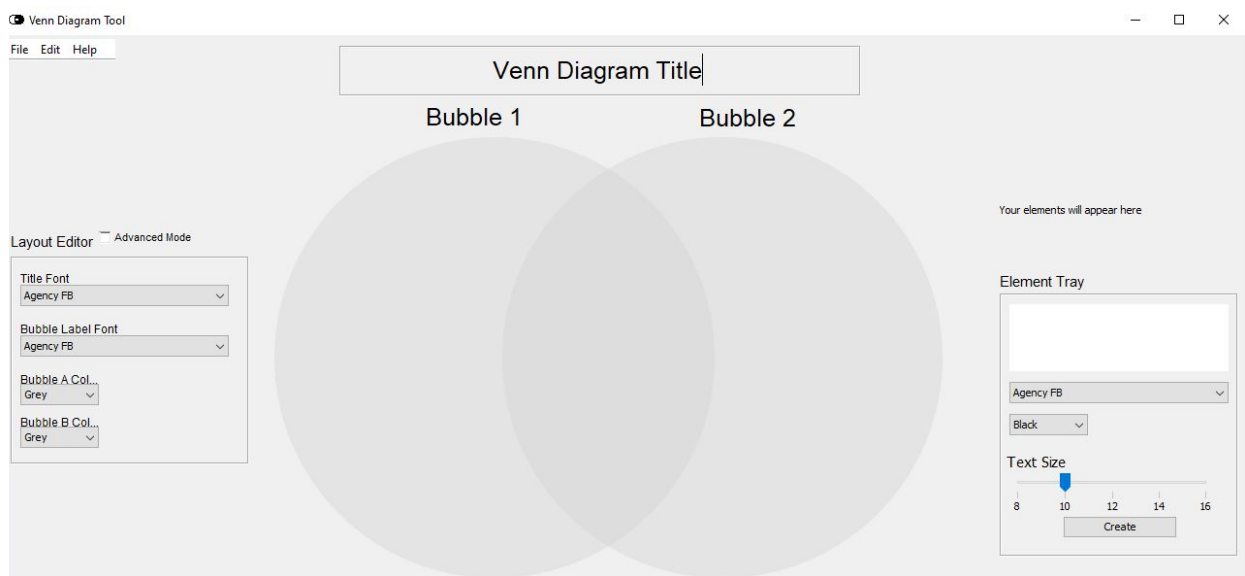 Venn Diagram Tool
File Edit Help
Venn Diagram Title
Bubble 1 Bubble 2
Your elements will appear here
Layout Editor Advanced Mode
Title Font
Agency FB
Bubble Label Font
Agency FB
Bubble A Col...
Grey
Bubble B Col...
Grey
Element Tray
Agency FB
Black
Text Size
8 10 12 14 16
Create